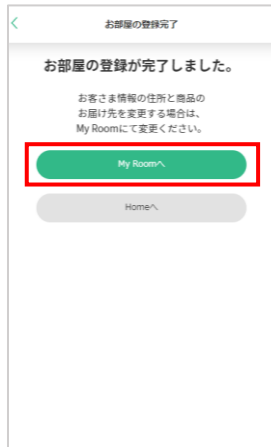 お部屋の登録完了
お部屋の登録が完了しました。
お客さま情報の住所と商品の
お届け先を変更する場合は、
My Roomにて変更ください。
My Roomへ
Homeへ